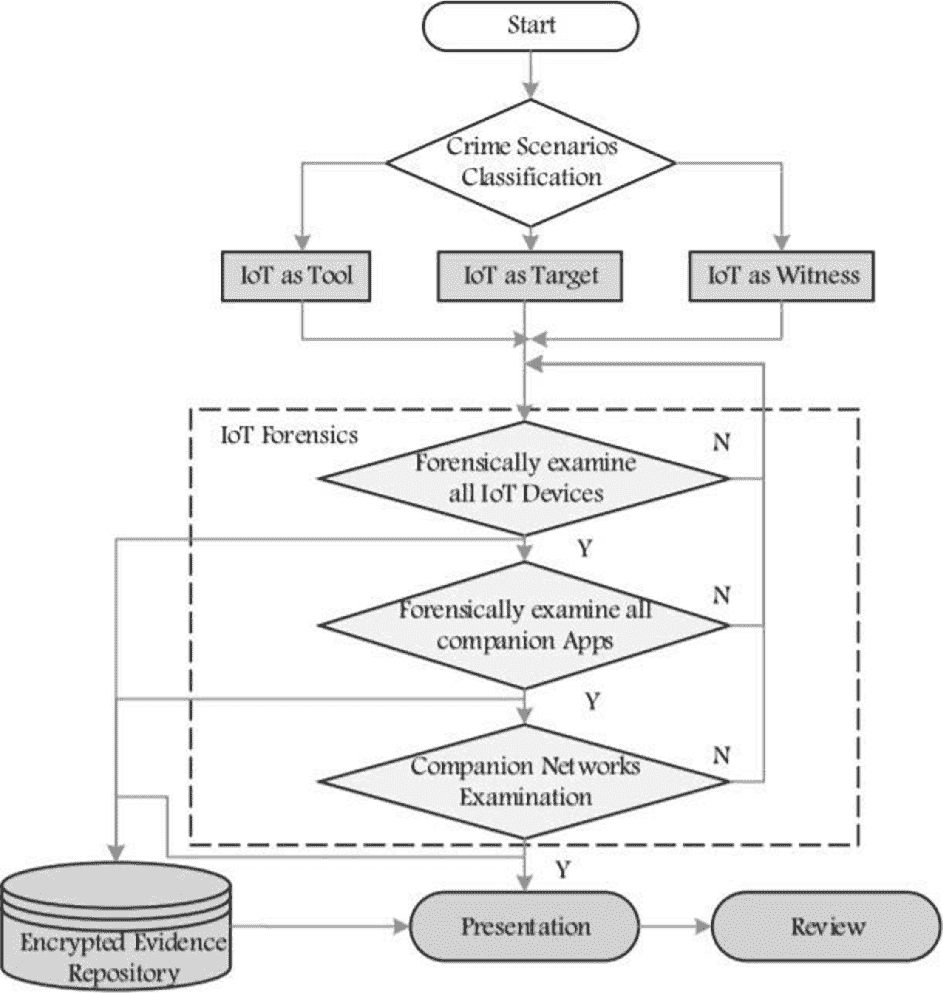 Start
Crime Scenarios
Classification
IoT as Tool
IoT as Target
IoT as Witness
IoT Forensics
N
Forensically examine
all IoT Devices
Y
N
Forensically examine all
companion Apps
Y
N
Companion Networks
Examination
Y
Encrypted Evidence
Repository
Presentation
Review